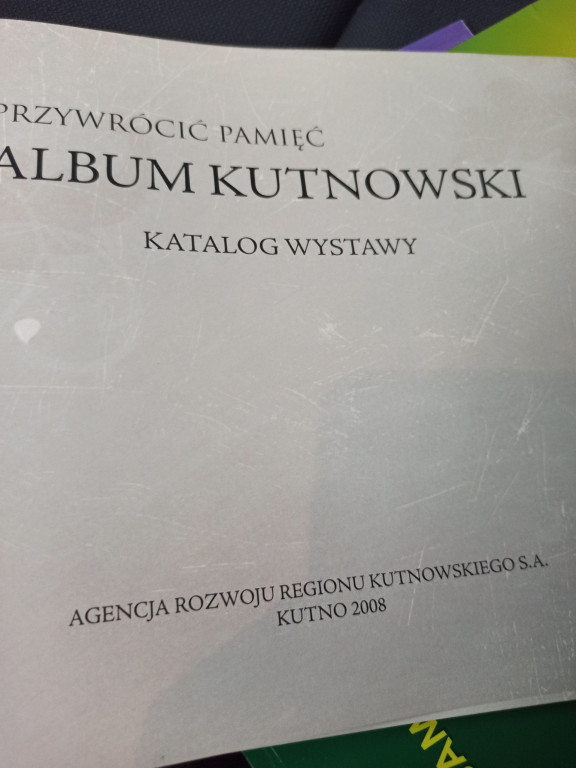 PRZYWRÓCIĆ PAMIĘĆ
ALBUM KUTNOWSKI
KATALOG WYSTAWY
AGENCJA ROZWOJU REGIONU KUTNOWSKIEGO S.A.
KUTNO 2008